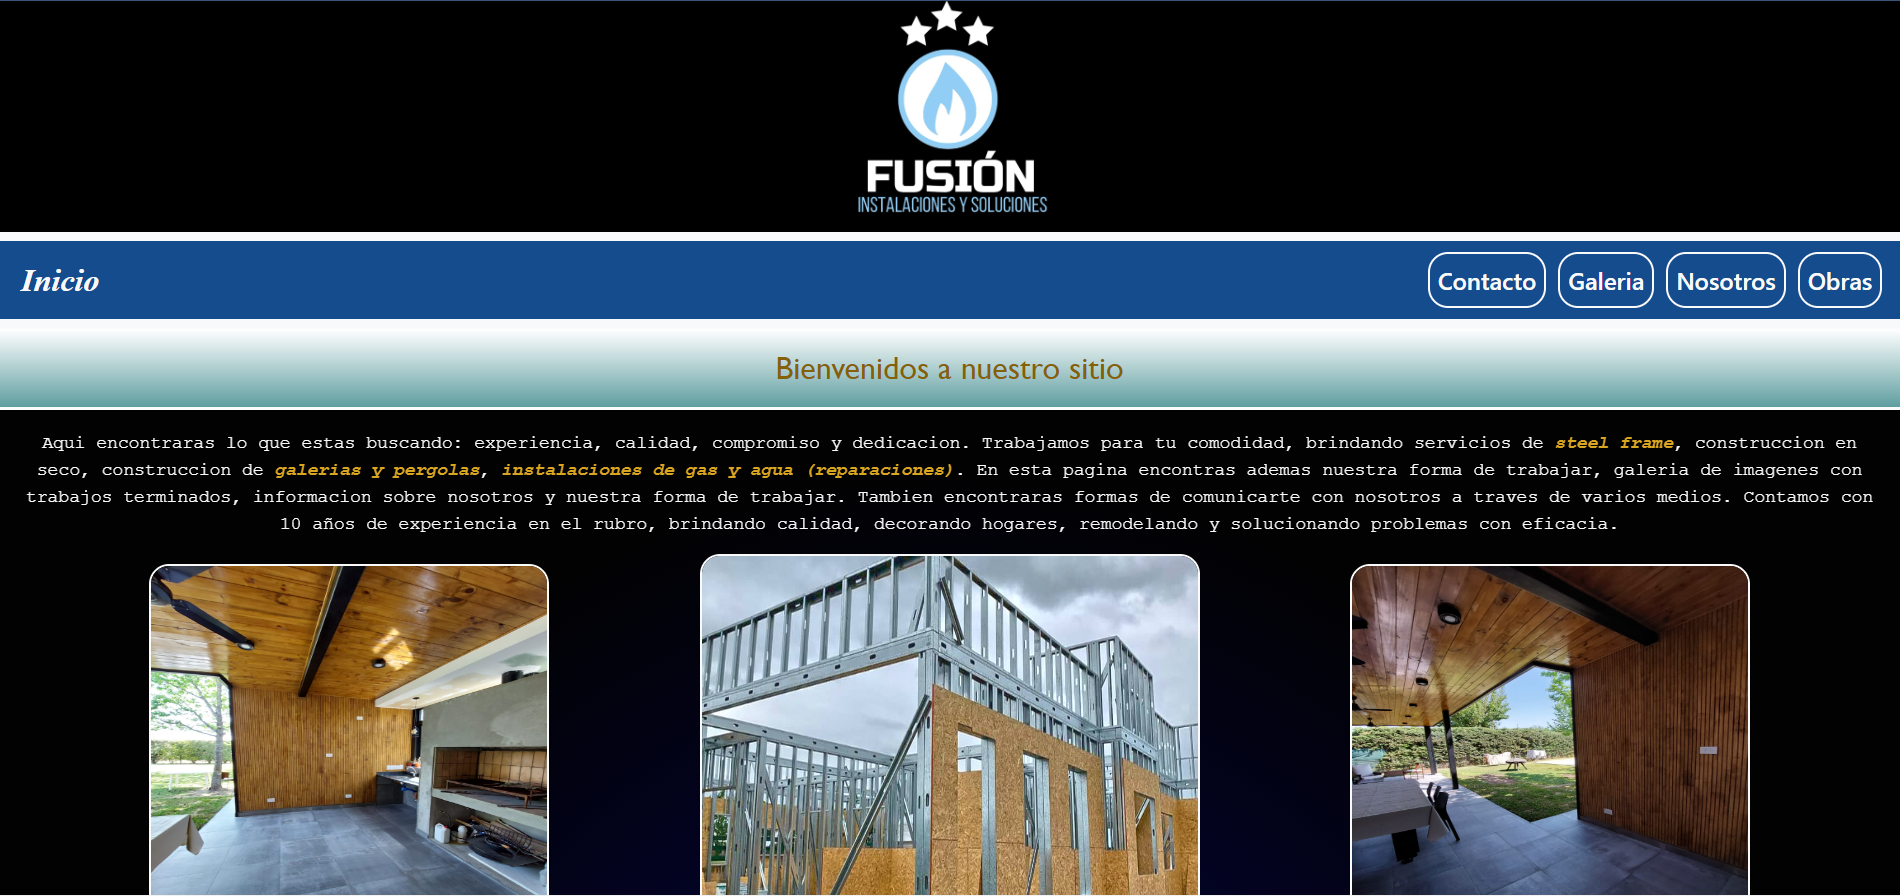 FUSIÓN
INSTALACIONES Y SOLUCIONES
Inicio
Contacto
Galeria
Nosotros
Obras
Bienvenidos a nuestro sitio
Aqui encontraras lo que estas buscando: experiencia, calidad, compromiso y dedicacion. Trabajamos para tu comodidad, brindando servicios de steel frame, construccion en
seco, construccion de galerias y pergolas, instalaciones de gas y agua (reparaciones). En esta pagina encontras ademas nuestra forma de trabajar, galeria de imagenes con
trabajos terminados, informacion sobre nosotros y nuestra forma de trabajar. Tambien encontraras formas de comunicarte con nosotros a traves de varios medios. Contamos con
10 años de experiencia en el rubro, brindando calidad, decorando hogares, remodelando y solucionando problemas con eficacia.